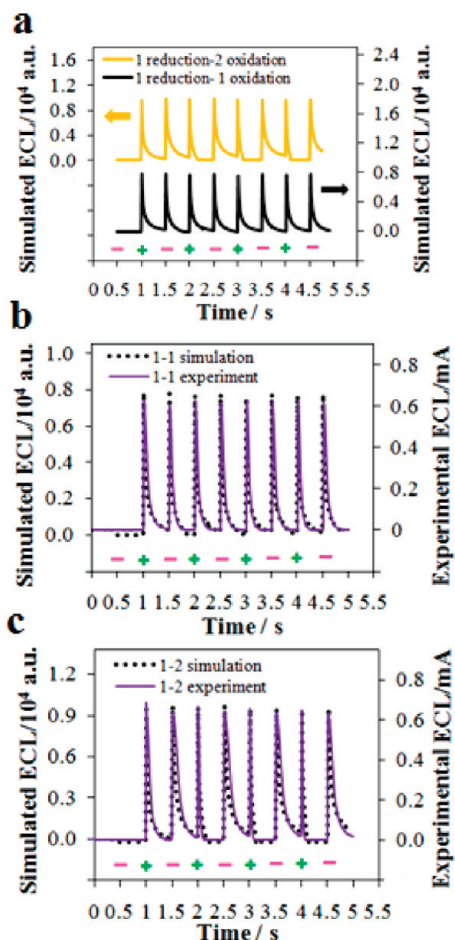 a
Simulated ECL/10⁴ a.u.
1.6
1.2
0.8
0.4
0.0
1 reduction-2 oxidation
1 reduction- 1 oxidation
2.4
1.8
1.2
0.8
0.4
0.0
Simulated ECL/10⁴ a.u.
− + − + − + − + −
0 0.5 1 1.5 2 2.5 3 3.5 4 4.5 5 5.5
Time / s
b
Simulated ECL/10⁴ a.u.
1.0
0.8
0.6
0.4
0.2
0.0
1-1 simulation
1-1 experiment
0.8
0.6
0.4
0.2
0
Experimental ECL/mA
− + − + − + − + −
0 0.5 1 1.5 2 2.5 3 3.5 4 4.5 5 5.5
Time / s
c
Simulated ECL/10⁴ a.u.
1.2
0.9
0.6
0.3
0.0
1-2 simulation
1-2 experiment
0.8
0.6
0.4
0.2
0.0
Experimental ECL/mA
− + − + − + − + −
0 0.5 1 1.5 2 2.5 3 3.5 4 4.5 5 5.5
Time / s